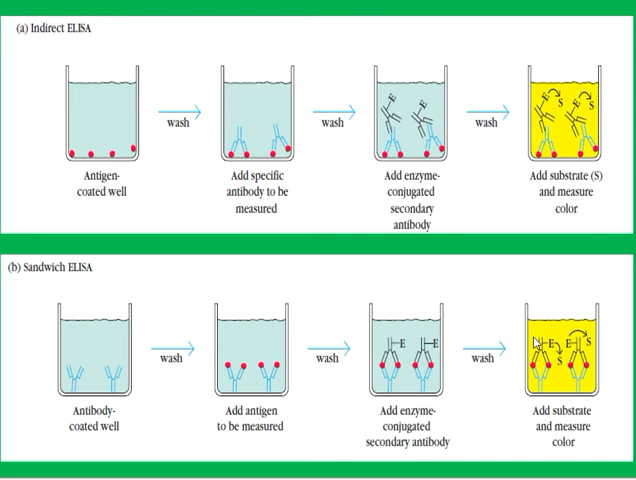 (a) Indirect ELISA
E
E
E
S
E
S
wash
wash
wash
Antigen-
coated well
Add specific
antibody to be
measured
Add enzyme-
conjugated
secondary
antibody
Add substrate (S)
and measure
color
(b) Sandwich ELISA
E
E
E
S
E
S
wash
wash
wash
Antibody-
coated well
Add antigen
to be measured
Add enzyme-
conjugated
secondary antibody
Add substrate
and measure
color